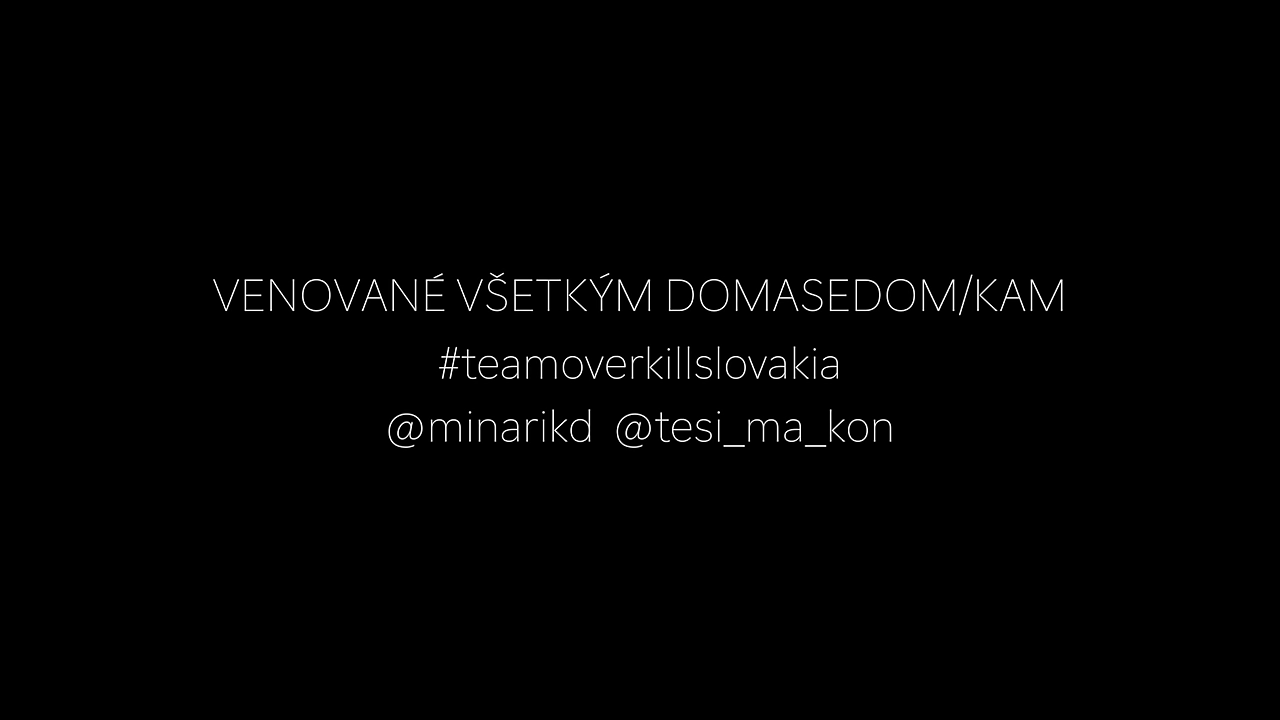 VENOVANÉ VŠETKÝM DOMASEDOM/KAM
#teamoverkillslovakia
@minarikd @tesi_ma_kon